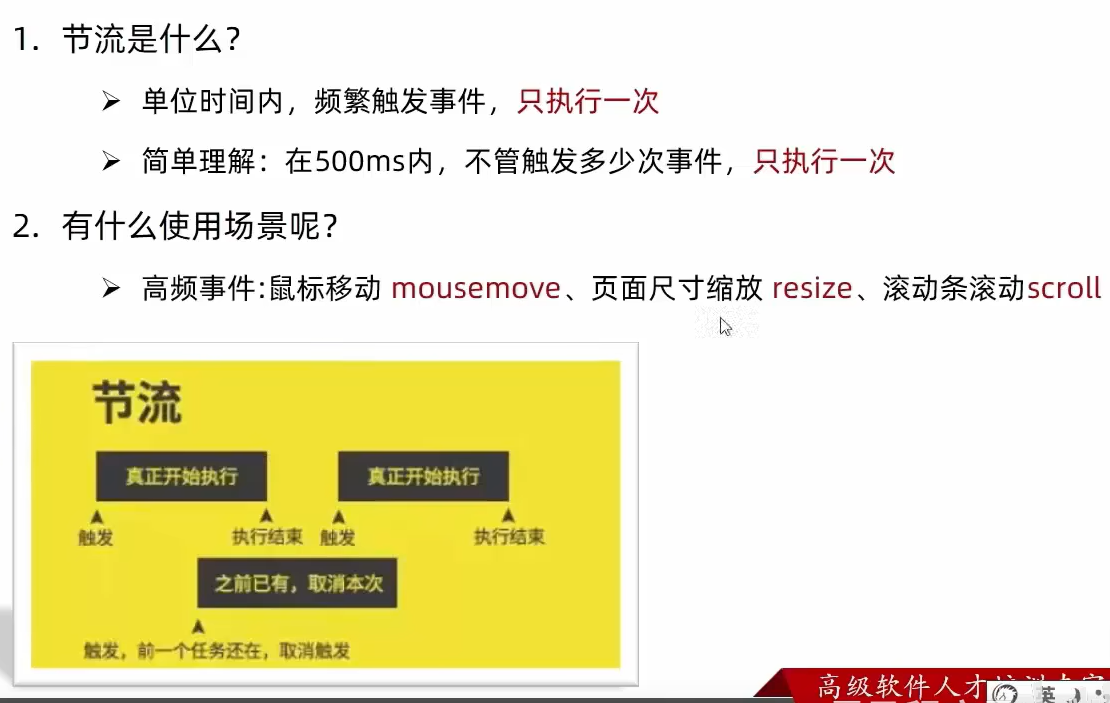 1. 节流是什么?
➢ 单位时间内，频繁触发事件，只执行一次
➢ 简单理解：在500ms内，不管触发多少次事件，只执行一次
2. 有什么使用场景呢?
➢ 高频事件:鼠标移动 mousemove、页面尺寸缩放 resize、滚动条滚动scroll
节流
真正开始执行 真正开始执行
触发 执行结束 触发 执行结束
之前已有，取消本次
触发，前一个任务还在，取消触发
高级软件人才
英